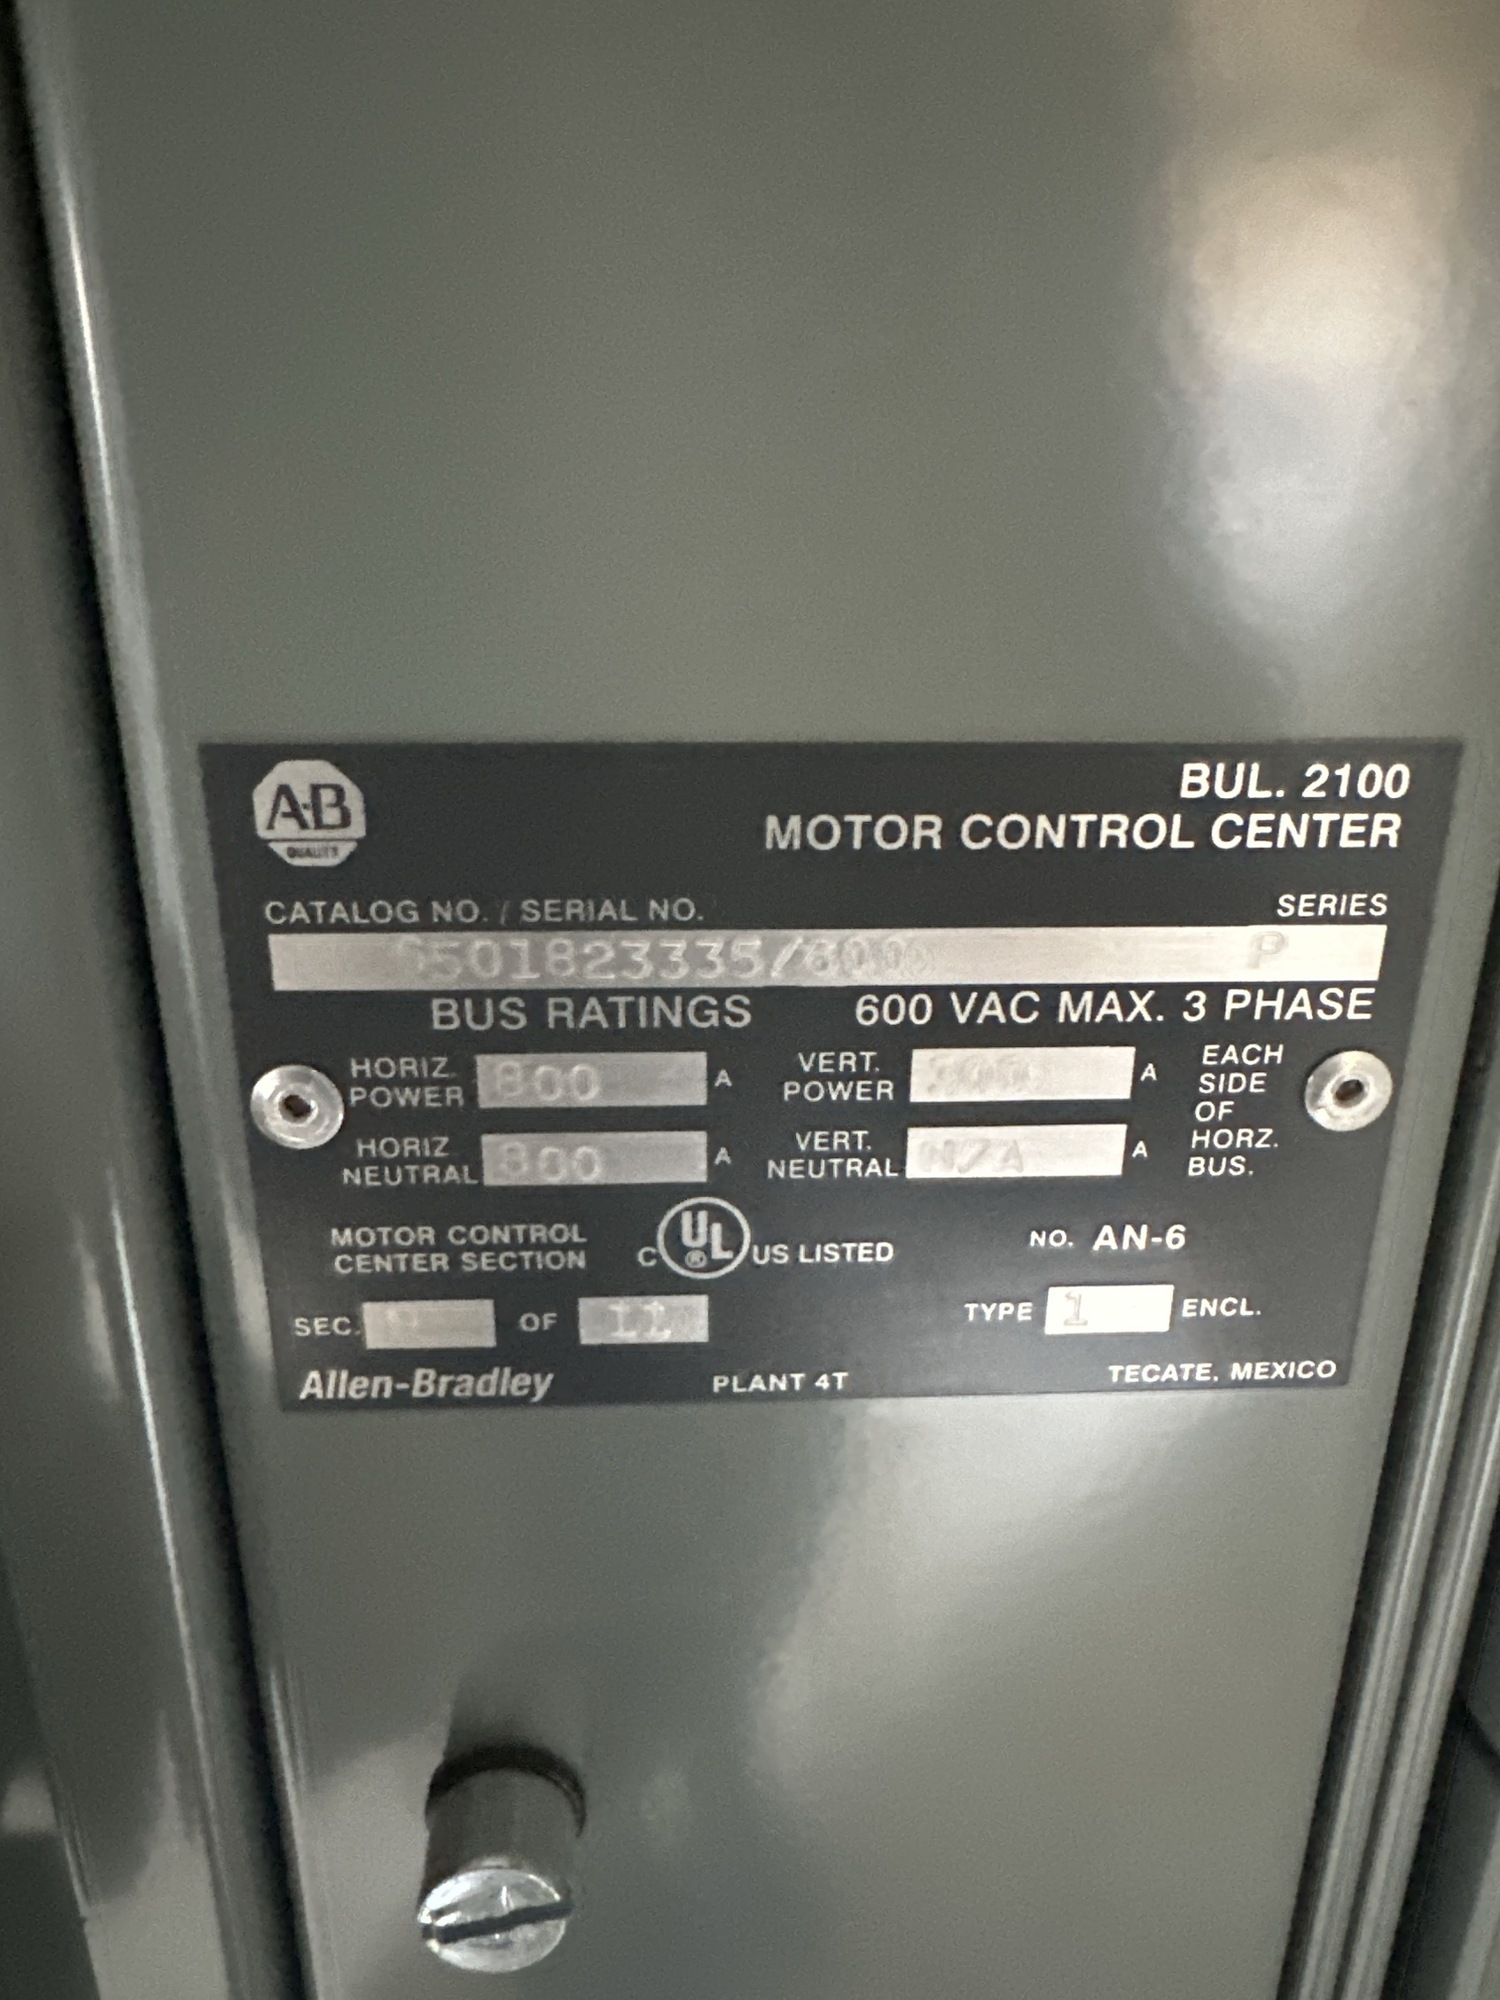 A-B
QUALITY
BUL. 2100
MOTOR CONTROL CENTER
CATALOG NO. / SERIAL NO.
SERIES
P
BUS RATINGS
600 VAC MAX. 3 PHASE
HORIZ.
POWER
800
A
VERT.
POWER
A
HORIZ.
NEUTRAL
800
A
VERT.
NEUTRAL
N/A
A
EACH
SIDE
OF
HORZ.
BUS.
MOTOR CONTROL
CENTER SECTION
C UL ® US LISTED
NO. AN-6
SEC.
OF 11
TYPE 1 ENCL.
Allen-Bradley
PLANT 4T
TECATE, MEXICO